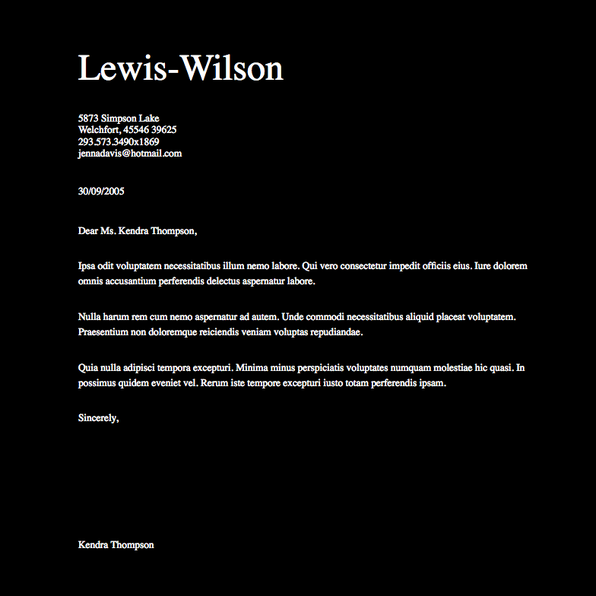 Lewis-Wilson
5873 Simpson Lake
Welchfort, 45546 39625
293.573.3490x1869
jennadavis@hotmail.com
30/09/2005
Dear Ms. Kendra Thompson,
Ipsa odit voluptatem necessitatibus illum nemo labore. Qui vero consectetur impedit officiis eius. Iure dolorem
omnis accusantium perferendis delectus aspernatur labore.
Nulla harum rem cum nemo aspernatur ad autem. Unde commodi necessitatibus aliquid placeat voluptatem.
Praesentium non doloremque reiciendis veniam voluptas repudiandae.
Quia nulla adipisci tempora excepturi. Minima minus perspiciatis voluptates numquam molestiae hic quasi. In
possimus quidem eveniet vel. Rerum iste tempore excepturi iusto totam perferendis ipsam.
Sincerely,
Kendra Thompson